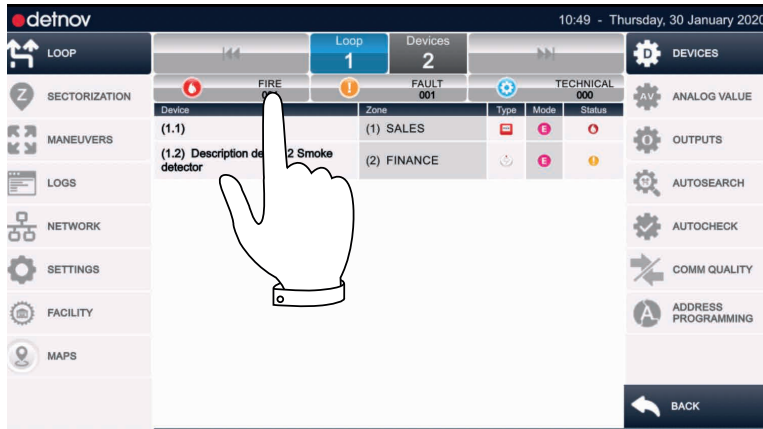 detnov
10:49 - Thursday, 30 January 2020
LOOP
Loop
1
Devices
2
DEVICES
SECTORIZATION
FIRE
FAULT
001
TECHNICAL
000
ANALOG VALUE
Device
Zone
Type
Mode
Status
MANEUVERS
(1.1)
(1) SALES
E
OUTPUTS
(1.2) Description 2 Smoke
detector
(2) FINANCE
E
LOGS
AUTOSEARCH
NETWORK
AUTOCHECK
SETTINGS
COMM QUALITY
FACILITY
ADDRESS
PROGRAMMING
MAPS
BACK